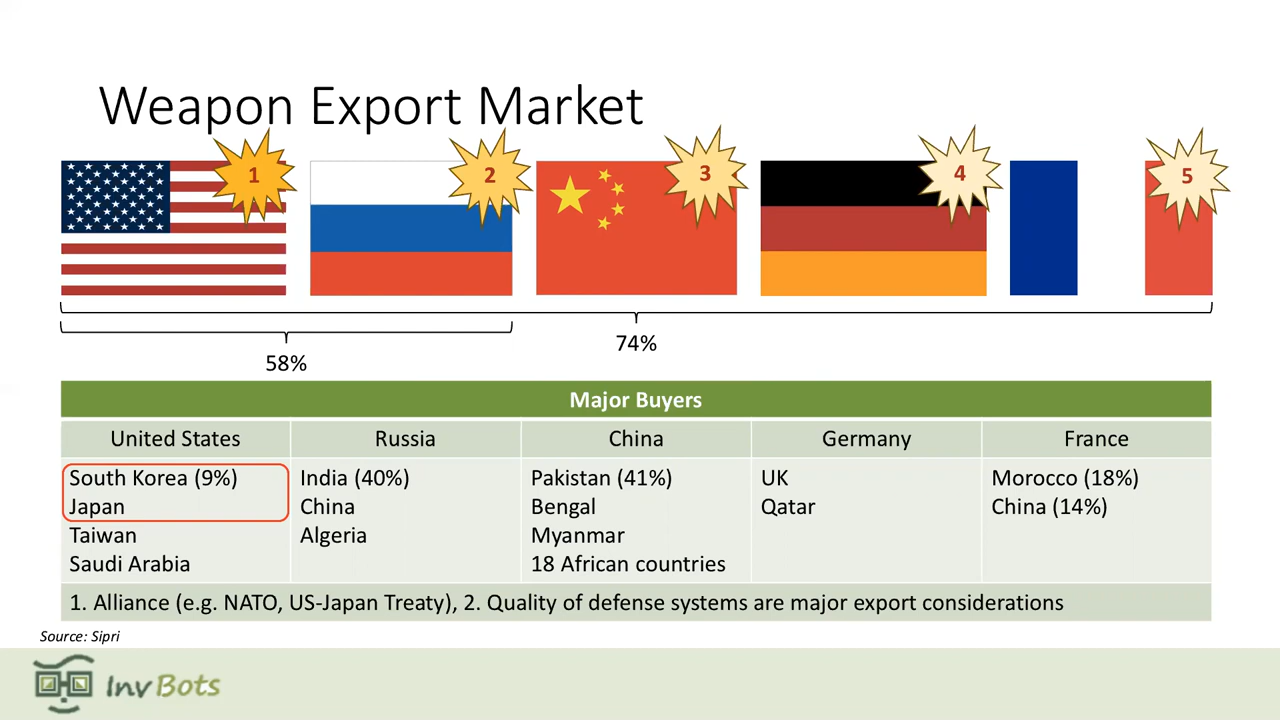 Weapon Export Market
1
2
3
4
5
74%
58%
Major Buyers
United States
Russia
China
Germany
France
South Korea (9%)
Japan
Taiwan
Saudi Arabia
India (40%)
China
Algeria
Pakistan (41%)
Bengal
Myanmar
18 African countries
UK
Qatar
Morocco (18%)
China (14%)
1. Alliance (e.g. NATO, US-Japan Treaty), 2. Quality of defense systems are major export considerations
Source: Sipri
InvBots